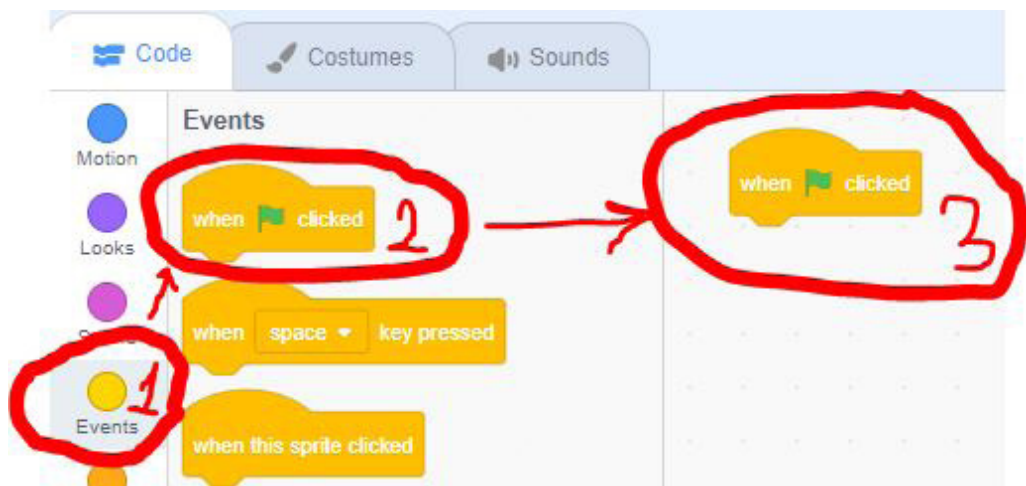 Code Costumes Sounds
Events
Motion
when clicked 2
when clicked 3
Looks
when space key pressed
1
Events
when this sprite clicked